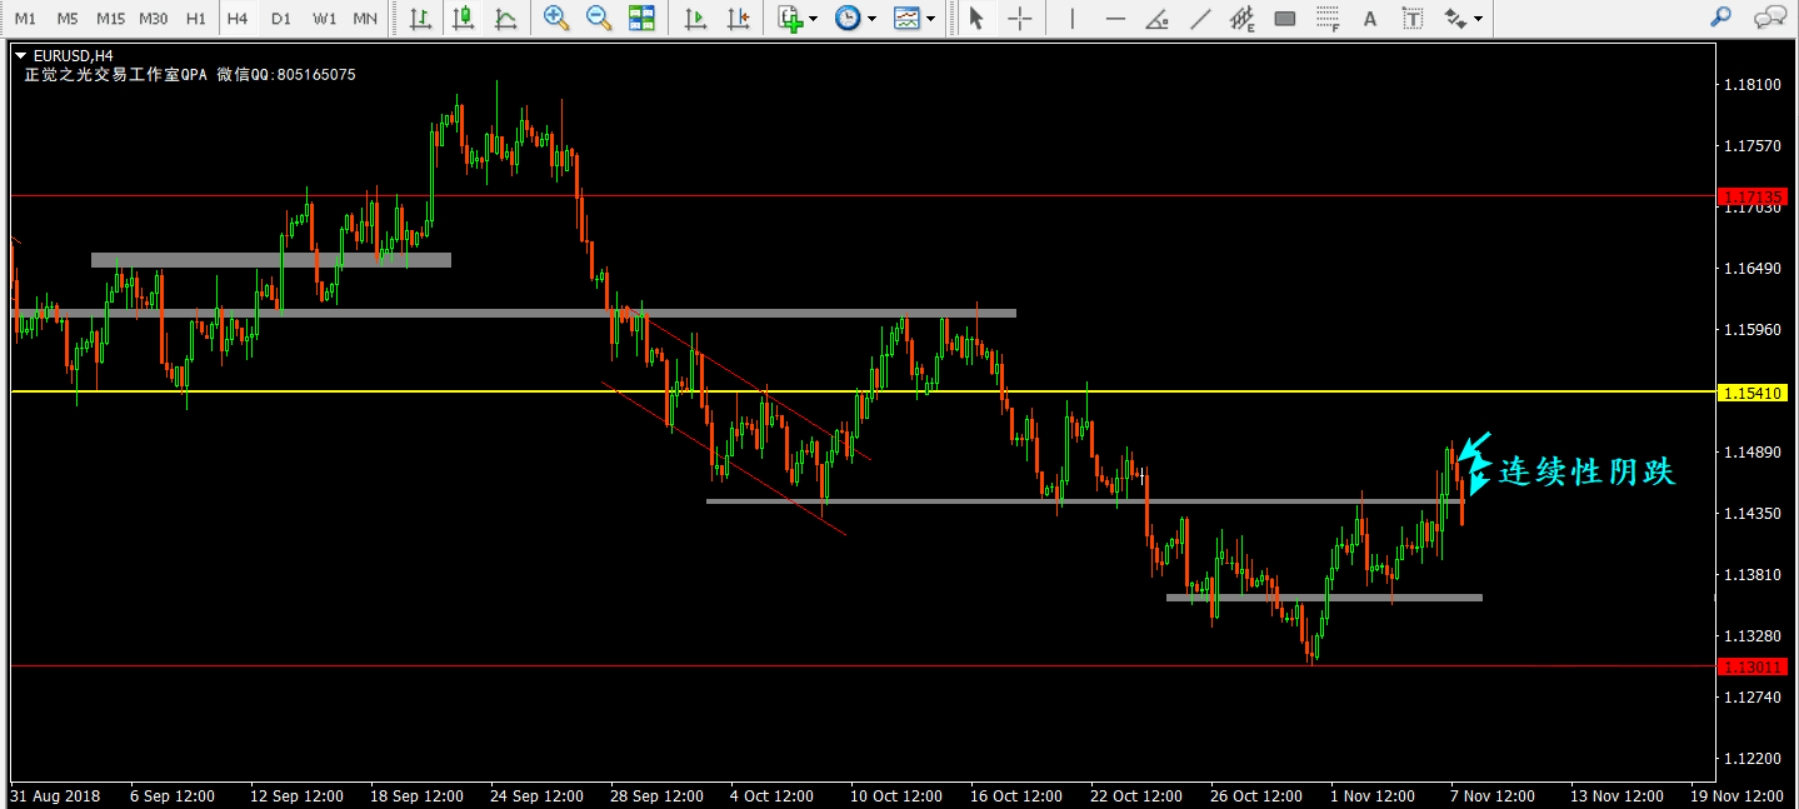 M1 M5 M15 M30 H1 H4 D1 W1 MN E F A T
EURUSD,H4
正觉之光交易工作室QPA 微信QQ:805165075
1.18100
1.17570
1.17135
1.17030
1.16490
1.15960
1.15410
1.14890
连续性阴跌
1.14350
1.13810
1.13280
1.13011
1.12740
1.12200
31 Aug 2018 6 Sep 12:00 12 Sep 12:00 18 Sep 12:00 24 Sep 12:00 28 Sep 12:00 4 Oct 12:00 10 Oct 12:00 16 Oct 12:00 22 Oct 12:00 26 Oct 12:00 1 Nov 12:00 7 Nov 12:00 13 Nov 12:00 19 Nov 12:00